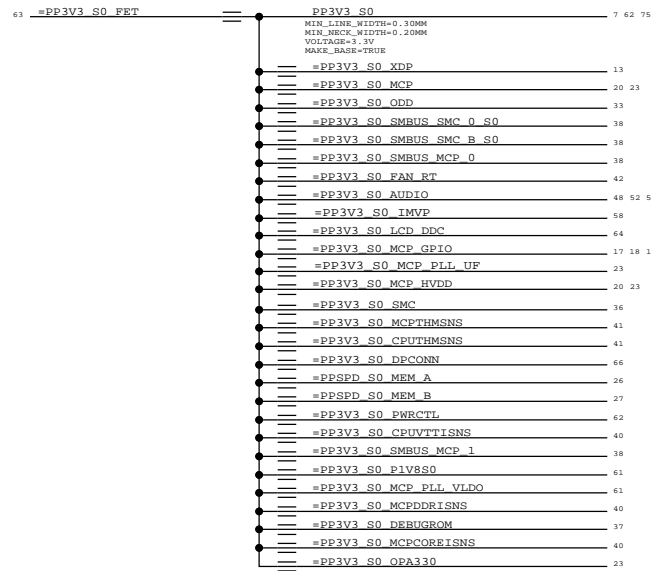 63 =PP3V3_S0_FET PP3V3_S0 7 62 75
MIN_LINE_WIDTH=0.30MM
MIN_NECK_WIDTH=0.20MM
VOLTAGE=3.3V
MAKE_BASE=TRUE
=PP3V3_S0_XDP 13
=PP3V3_S0_MCP 20 23
=PP3V3_S0_ODD 33
=PP3V3_S0_SMBUS_SMC_0_S0 38
=PP3V3_S0_SMBUS_SMC_B_S0 38
=PP3V3_S0_SMBUS_MCP_0 38
=PP3V3_S0_FAN_RT 42
=PP3V3_S0_AUDIO 48 52 5
=PP3V3_S0_IMVP 58
=PP3V3_S0_LCD_DDC 64
=PP3V3_S0_MCP_GPIO 17 18 1
=PP3V3_S0_MCP_PLL_UF 23
=PP3V3_S0_MCP_HVDD 20 23
=PP3V3_S0_SMC 36
=PP3V3_S0_MCPTHMSNS 41
=PP3V3_S0_CPUTHMSNS 41
=PP3V3_S0_DPCONN 66
=PPSPD_S0_MEM_A 26
=PPSPD_S0_MEM_B 27
=PP3V3_S0_PWRCTL 62
=PP3V3_S0_CPUVTTISNS 40
=PP3V3_S0_SMBUS_MCP_1 38
=PP3V3_S0_P1V8S0 61
=PP3V3_S0_MCP_PLL_VLDO 61
=PP3V3_S0_MCPDDRISNS 40
=PP3V3_S0_DEBUGROM 37
=PP3V3_S0_MCPCOREISNS 40
=PP3V3_S0_OPA330 23